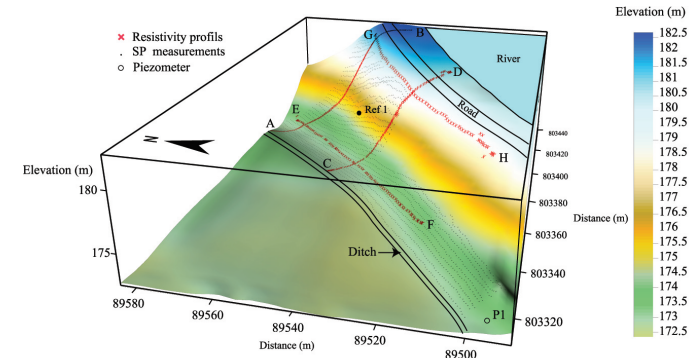 Elevation (m)
Resistivity profils
SP measurements
Piezometer
G
B
River
D
Road
E
Ref 1
A
N
C
H
F
Ditch
P1
Elevation (m)
180
175
89580
89560
89540
89520
89500
Distance (m)
803440
803420
803400
803380
803360
803340
803320
Distance (m)
182.5
182
181.5
181
180.5
180
179.5
179
178.5
178
177.5
177
176.5
176
175.5
175
174.5
174
173.5
173
172.5